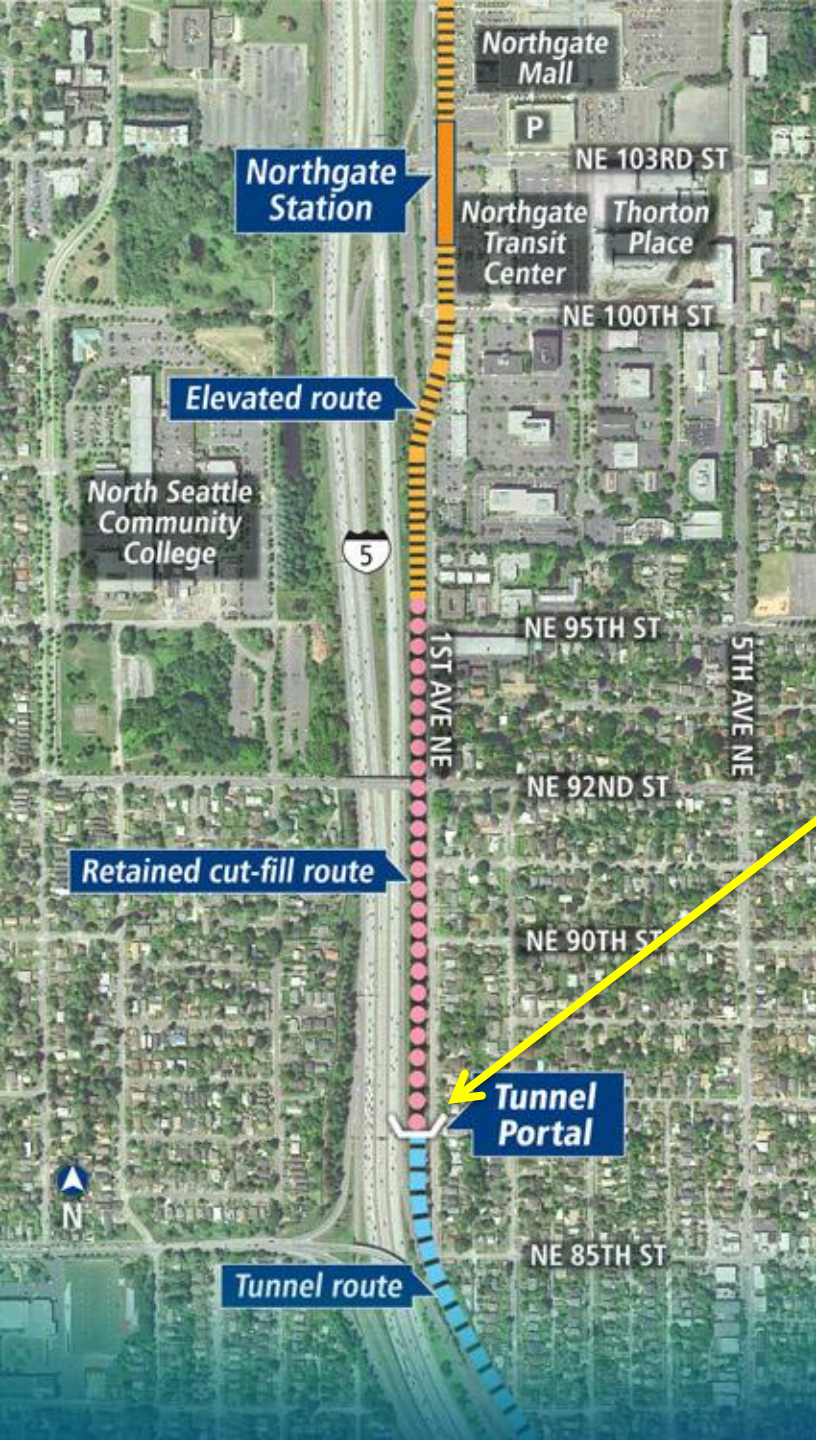 Northgate
Mall
P
NE 103RD ST
Northgate
Station
Northgate
Transit
Center
Thorton
Place
NE 100TH ST
Elevated route
North Seattle
Community
College
5
NE 95TH ST
1ST AVE NE
5TH AVE NE
NE 92ND ST
Retained cut-fill route
NE 90TH ST
Tunnel
Portal
N
NE 85TH ST
Tunnel route